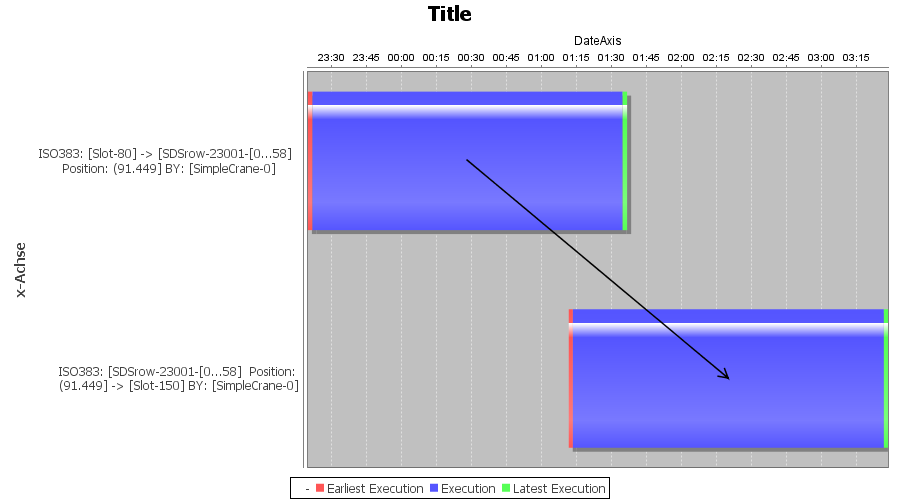 Title
DateAxis
23:30 23:45 00:00 00:15 00:30 00:45 01:00 01:15 01:30 01:45 02:00 02:15 02:30 02:45 03:00 03:15
x-Achse
ISO383: [Slot-80] -> [SDSrow-23001-[0...58]
Position: (91.449] BY: [SimpleCrane-0]
ISO383: [SDSrow-23001-[0...58]  Position:
(91.449] -> [Slot-150] BY: [SimpleCrane-0]
- Earliest Execution Execution Latest Execution